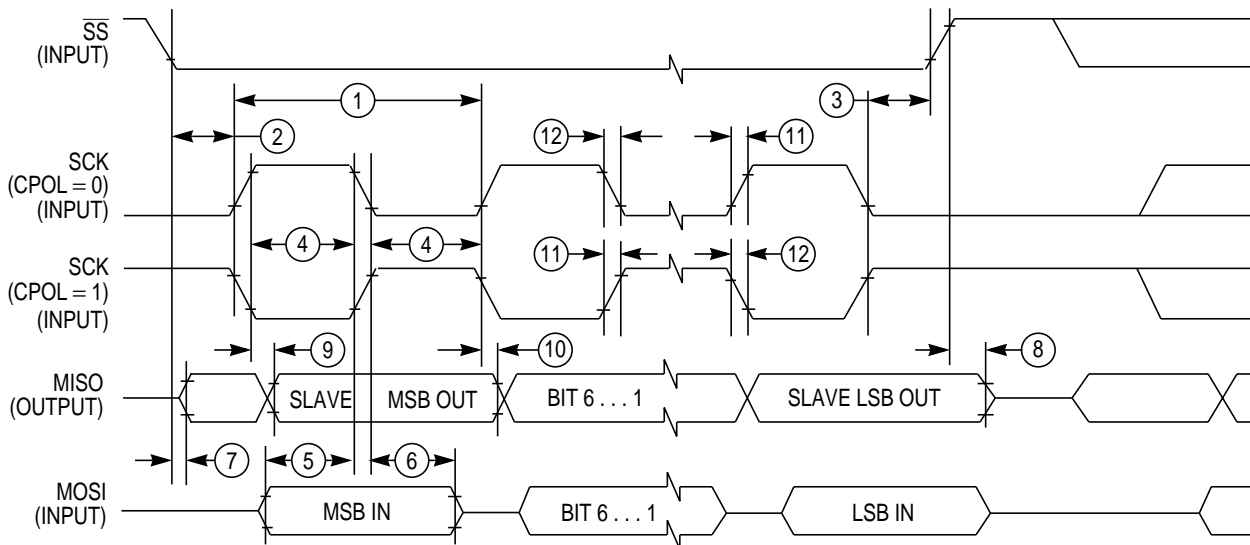 SS
(INPUT)
1
3
2
12
11
SCK
(CPOL = 0)
(INPUT)
4
4
11
12
SCK
(CPOL = 1)
(INPUT)
9
10
8
MISO
(OUTPUT)
SLAVE
MSB OUT
BIT 6 . . . 1
SLAVE LSB OUT
7
5
6
MOSI
(INPUT)
MSB IN
BIT 6 . . . 1
LSB IN